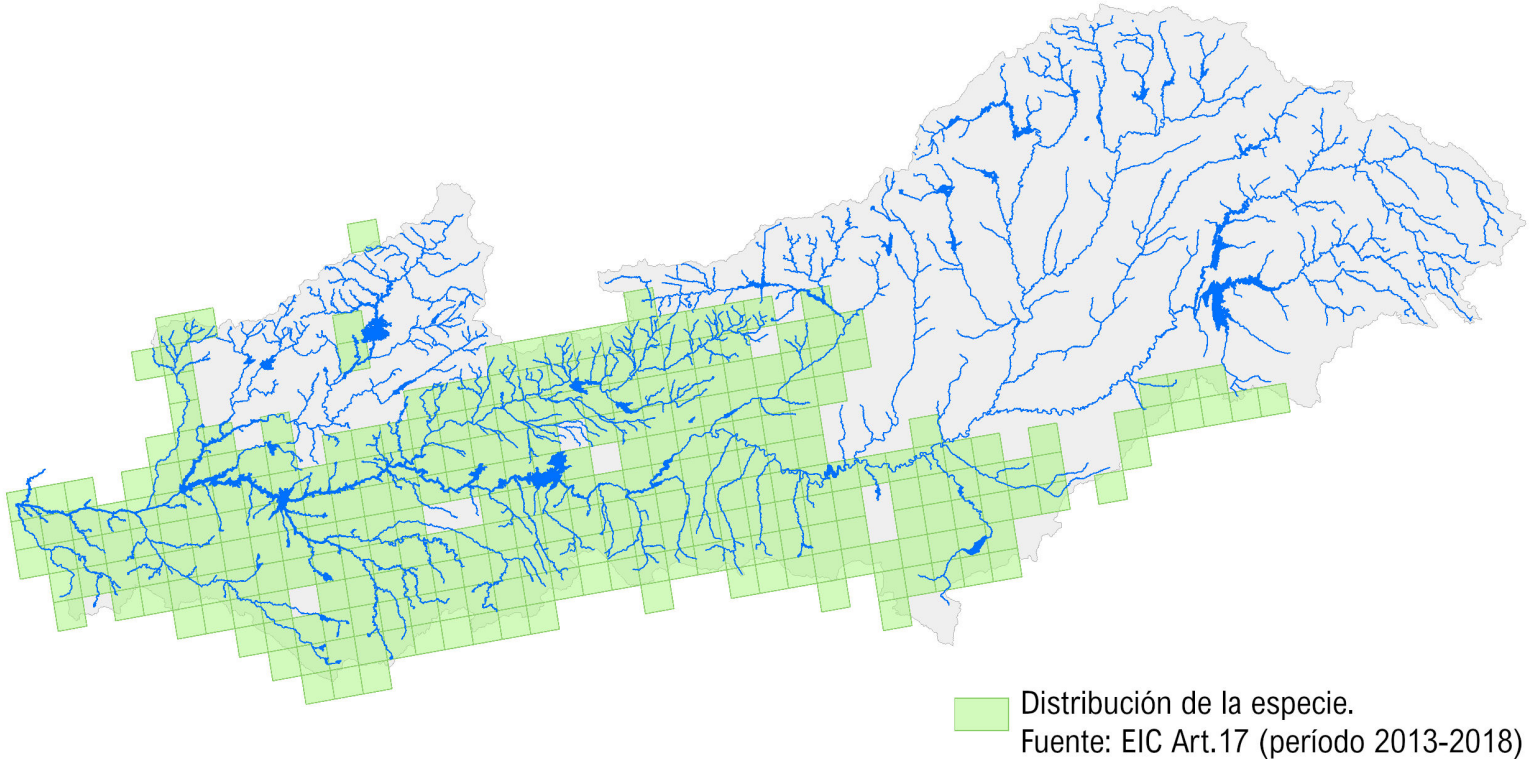 Distribución de la especie.
Fuente: EIC Art.17 (período 2013-2018)